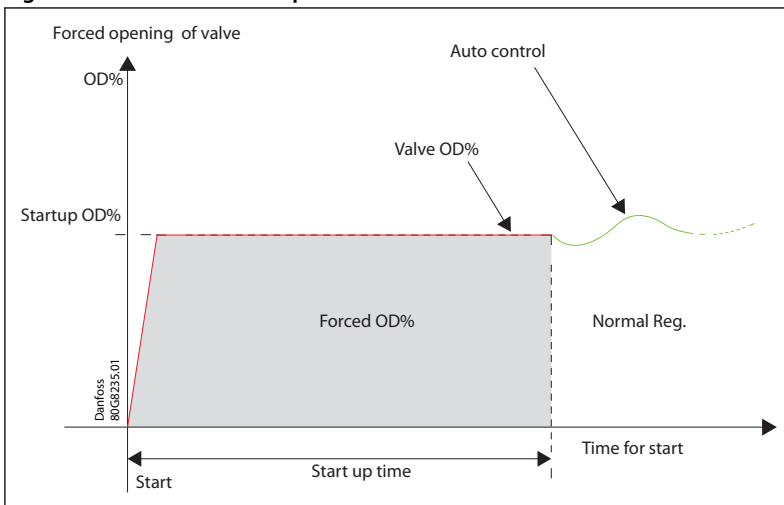 Forced opening of valve
OD%
Auto control
Valve OD%
Startup OD%
Forced OD%
Normal Reg.
Danfoss
80G8235.01
Time for start
Start up time
Start